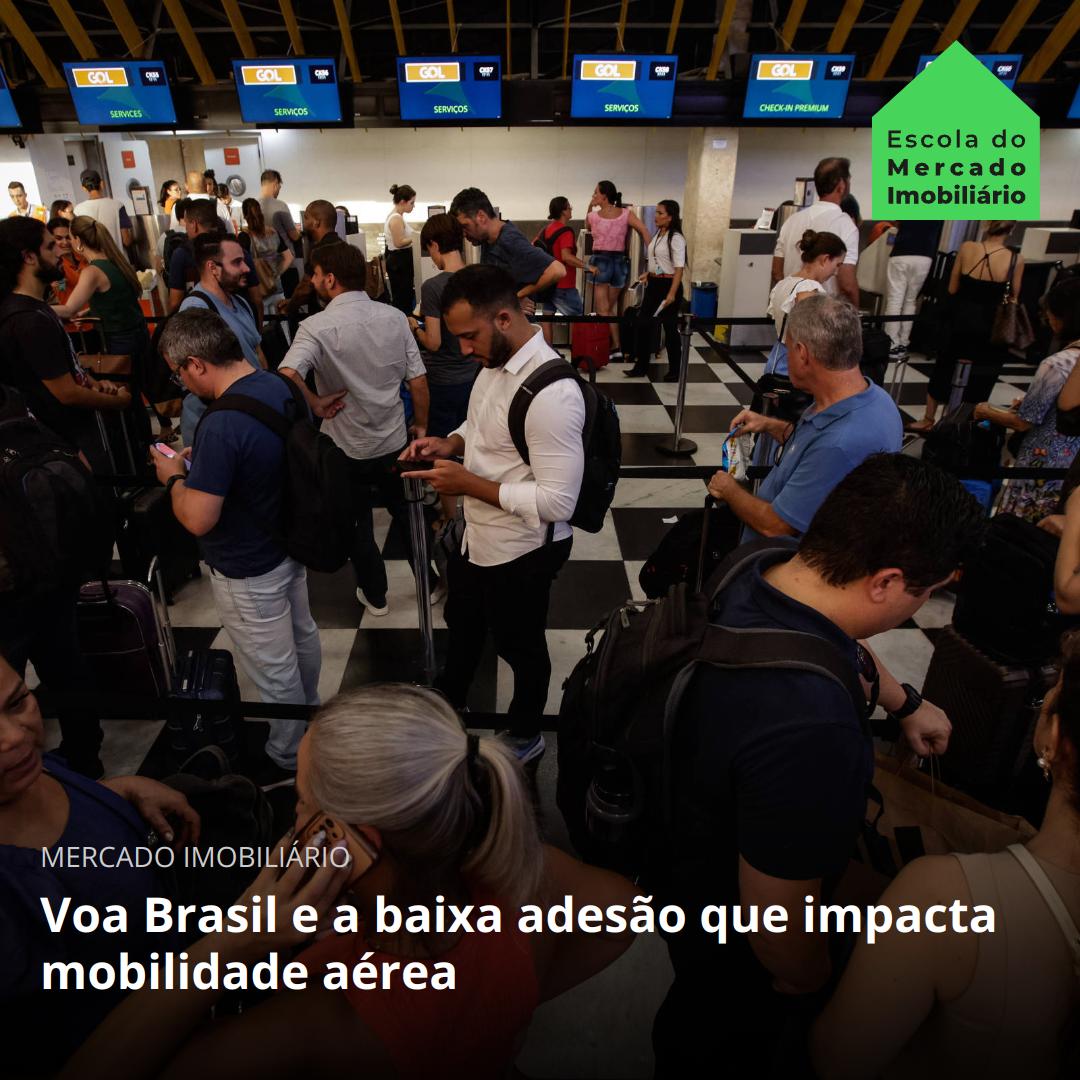 GOL
SERVICES
GOL
SERVIÇOS
GOL
SERVIÇOS
GOL
SERVIÇOS
GOL
CHECK-IN PREMIUM
Escola do
Mercado
Imobiliário
MERCADO IMOBILIÁRIO
Voa Brasil e a baixa adesão que impacta
mobilidade aérea